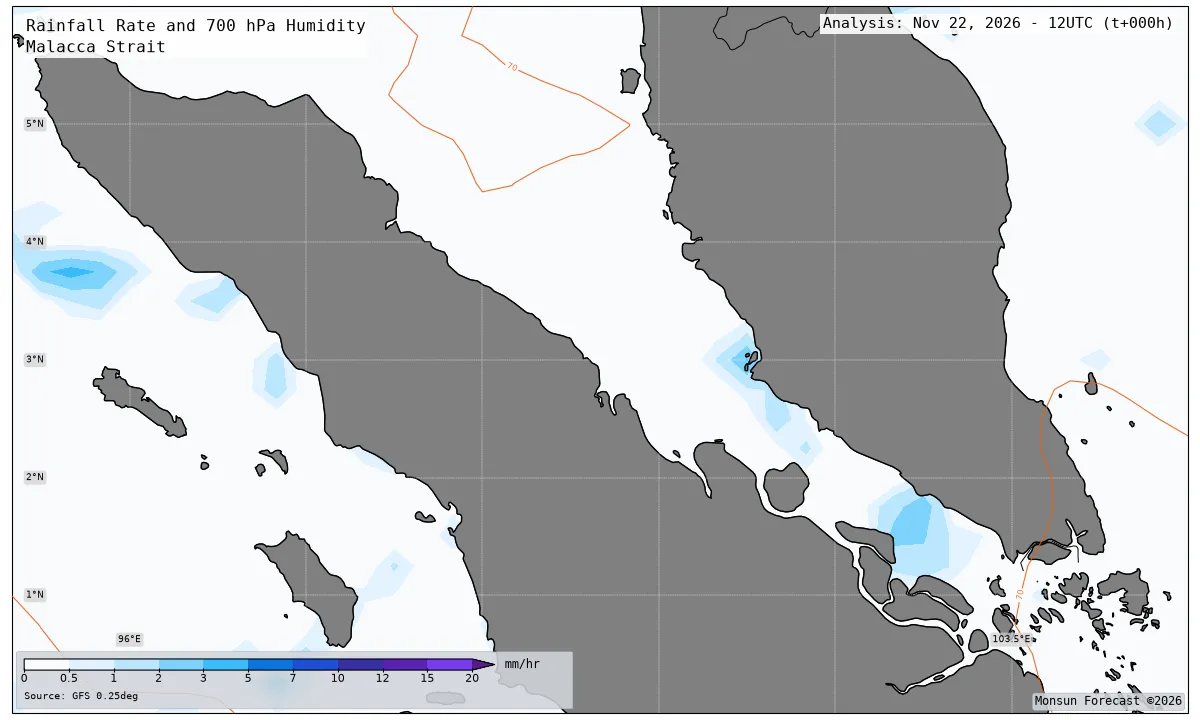 Rainfall Rate and 700 hPa Humidity
Malacca Strait
Analysis: Nov 22, 2026 - 12UTC (t+000h)
70
5°N
4°N
3°N
2°N
1°N
70
96°E
103.5°E
mm/hr
0 0.5 1 2 3 5 7 10 12 15 20
Source: GFS 0.25deg
Monsun Forecast ©2026